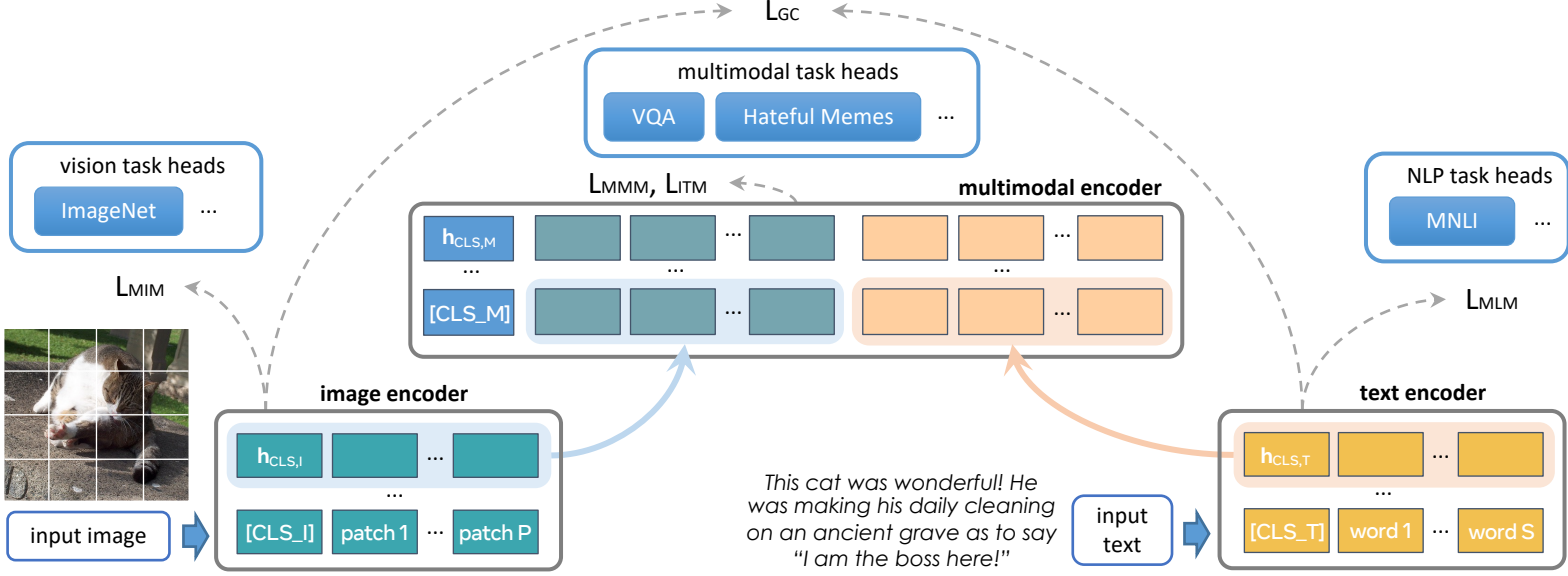 LGC
multimodal task heads
VQA
Hateful Memes
...
vision task heads
ImageNet
...
NLP task heads
MNLI
...
LMMM, LITM
multimodal encoder
hCLS,M
...
...
...
...
...
[CLS_M]
...
...
LMIM
LMLM
image encoder
hCLS,I
...
...
[CLS_I]
patch 1
...
patch P
input image
This cat was wonderful! He
was making his daily cleaning
on an ancient grave as to say
“I am the boss here!”
input
text
text encoder
hCLS,T
...
...
[CLS_T]
word 1
...
word S